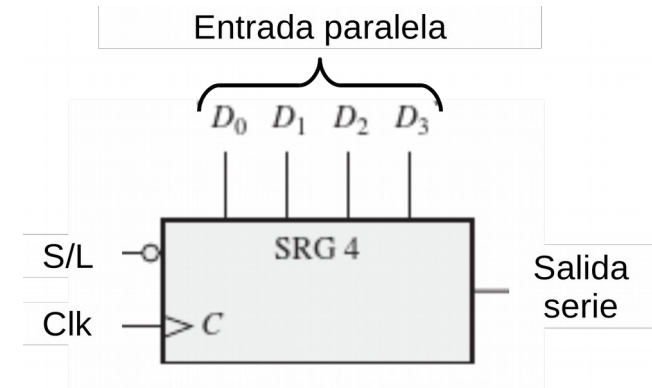 Entrada paralela
D₀ D₁ D₂ D₃
S/L
SRG 4
Salida
serie
Clk
C